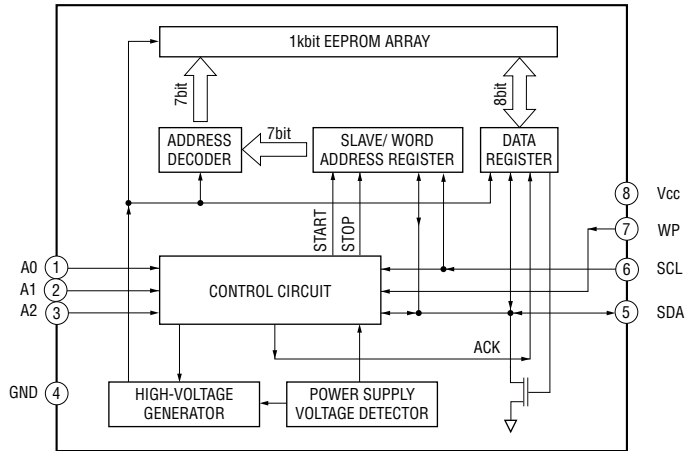 1kbit EEPROM ARRAY
7bit
8bit
ADDRESS
DECODER
7bit
SLAVE/ WORD
ADDRESS REGISTER
DATA
REGISTER
8
Vcc
START
STOP
7
WP
A0
1
6
SCL
A1
2
CONTROL CIRCUIT
A2
3
5
SDA
ACK
GND
4
HIGH-VOLTAGE
GENERATOR
POWER SUPPLY
VOLTAGE DETECTOR